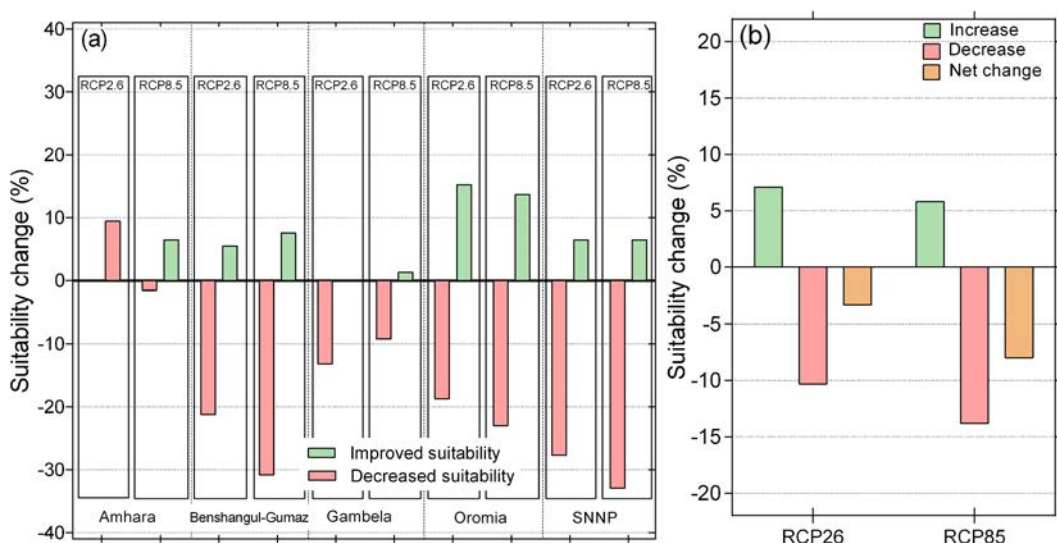 (a)
Suitability change (%)
40
30
20
10
0
-10
-20
-30
-40
RCP2.6 RCP8.5 RCP2.6 RCP8.5 RCP2.6 RCP8.5 RCP2.6 RCP8.5 RCP2.6 RCP8.5
Improved suitability
Decreased suitability
Amhara Benshangul-Gumaz Gambela Oromia SNNP
(b)
Increase
Decrease
Net change
Suitability change (%)
20
15
10
5
0
-5
-10
-15
-20
RCP26 RCP85